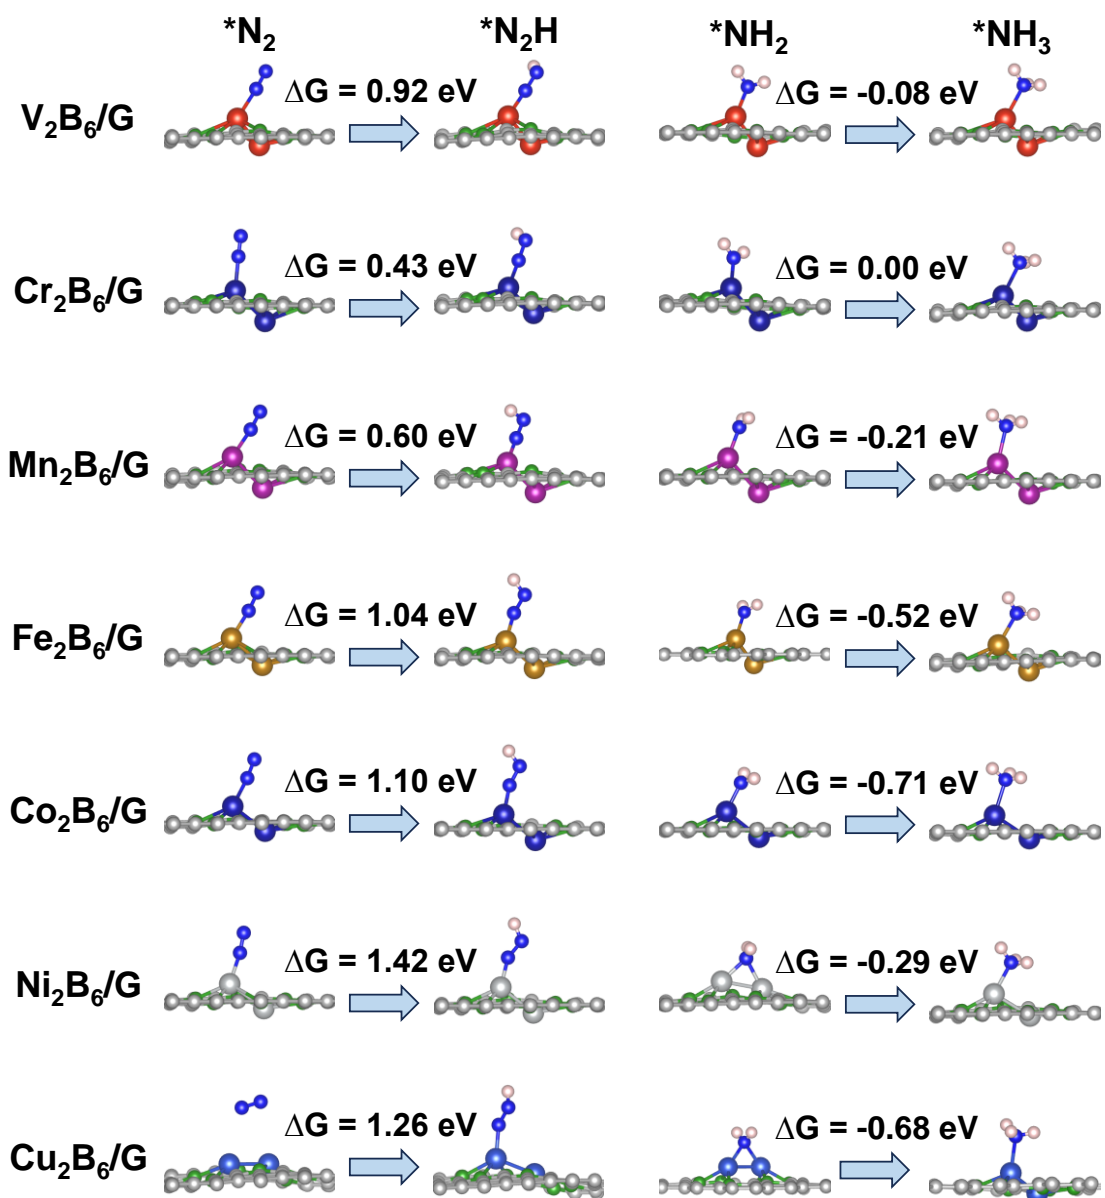 *N₂ *N₂H *NH₂ *NH₃
V₂B₆/G ΔG = 0.92 eV ΔG = -0.08 eV
Cr₂B₆/G ΔG = 0.43 eV ΔG = 0.00 eV
Mn₂B₆/G ΔG = 0.60 eV ΔG = -0.21 eV
Fe₂B₆/G ΔG = 1.04 eV ΔG = -0.52 eV
Co₂B₆/G ΔG = 1.10 eV ΔG = -0.71 eV
Ni₂B₆/G ΔG = 1.42 eV ΔG = -0.29 eV
Cu₂B₆/G ΔG = 1.26 eV ΔG = -0.68 eV